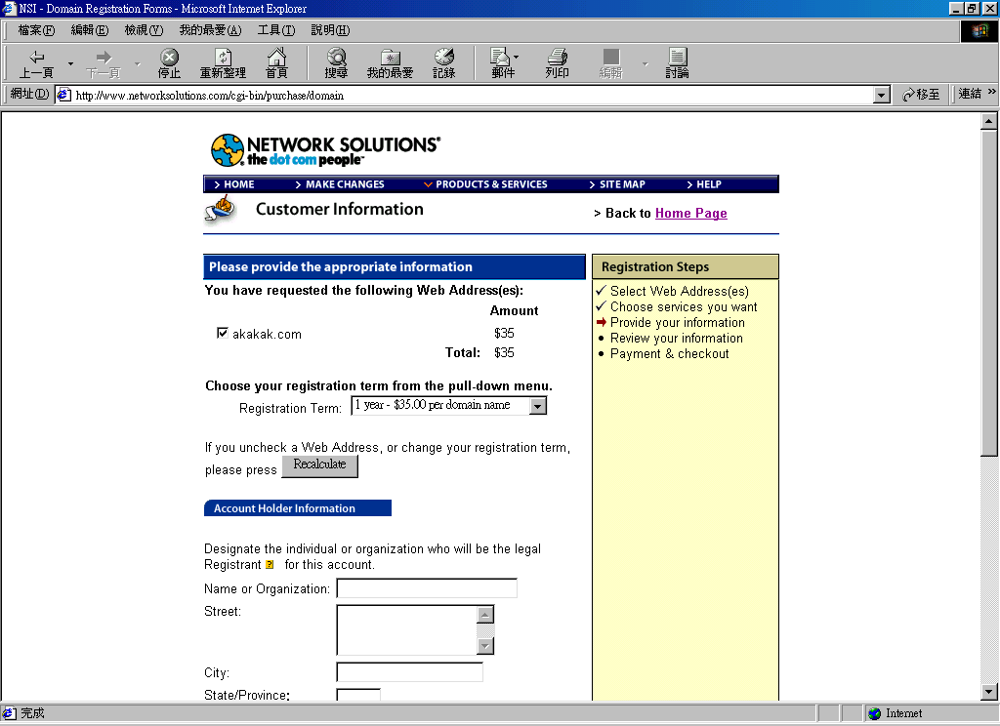 NSI - Domain Registration Forms - Microsoft Internet Explorer
檔案(F) 編輯(E) 檢視(V) 我的最愛(A) 工具(T) 說明(H)
上一頁 下一頁 停止 重新整理 首頁 搜尋 我的最愛 記錄 郵件 列印 編輯 討論
網址(D) http://www.networksolutions.com/cgi-bin/purchase/domain 移至 連結 »
NETWORK SOLUTIONS®
the dot com people™
> HOME > MAKE CHANGES PRODUCTS & SERVICES > SITE MAP > HELP
Customer Information
> Back to Home Page
Please provide the appropriate information
You have requested the following Web Address(es):
Amount
akakak.com $35
Total: $35
Choose your registration term from the pull-down menu.
Registration Term: 1 year - $35.00 per domain name
If you uncheck a Web Address, or change your registration term,
please press Recalculate
Account Holder Information
Designate the individual or organization who will be the legal
Registrant ? for this account.
Name or Organization:
Street:
City:
State/Province:
Registration Steps
✓ Select Web Address(es)
✓ Choose services you want
➔ Provide your information
• Review your information
• Payment & checkout
完成 Internet